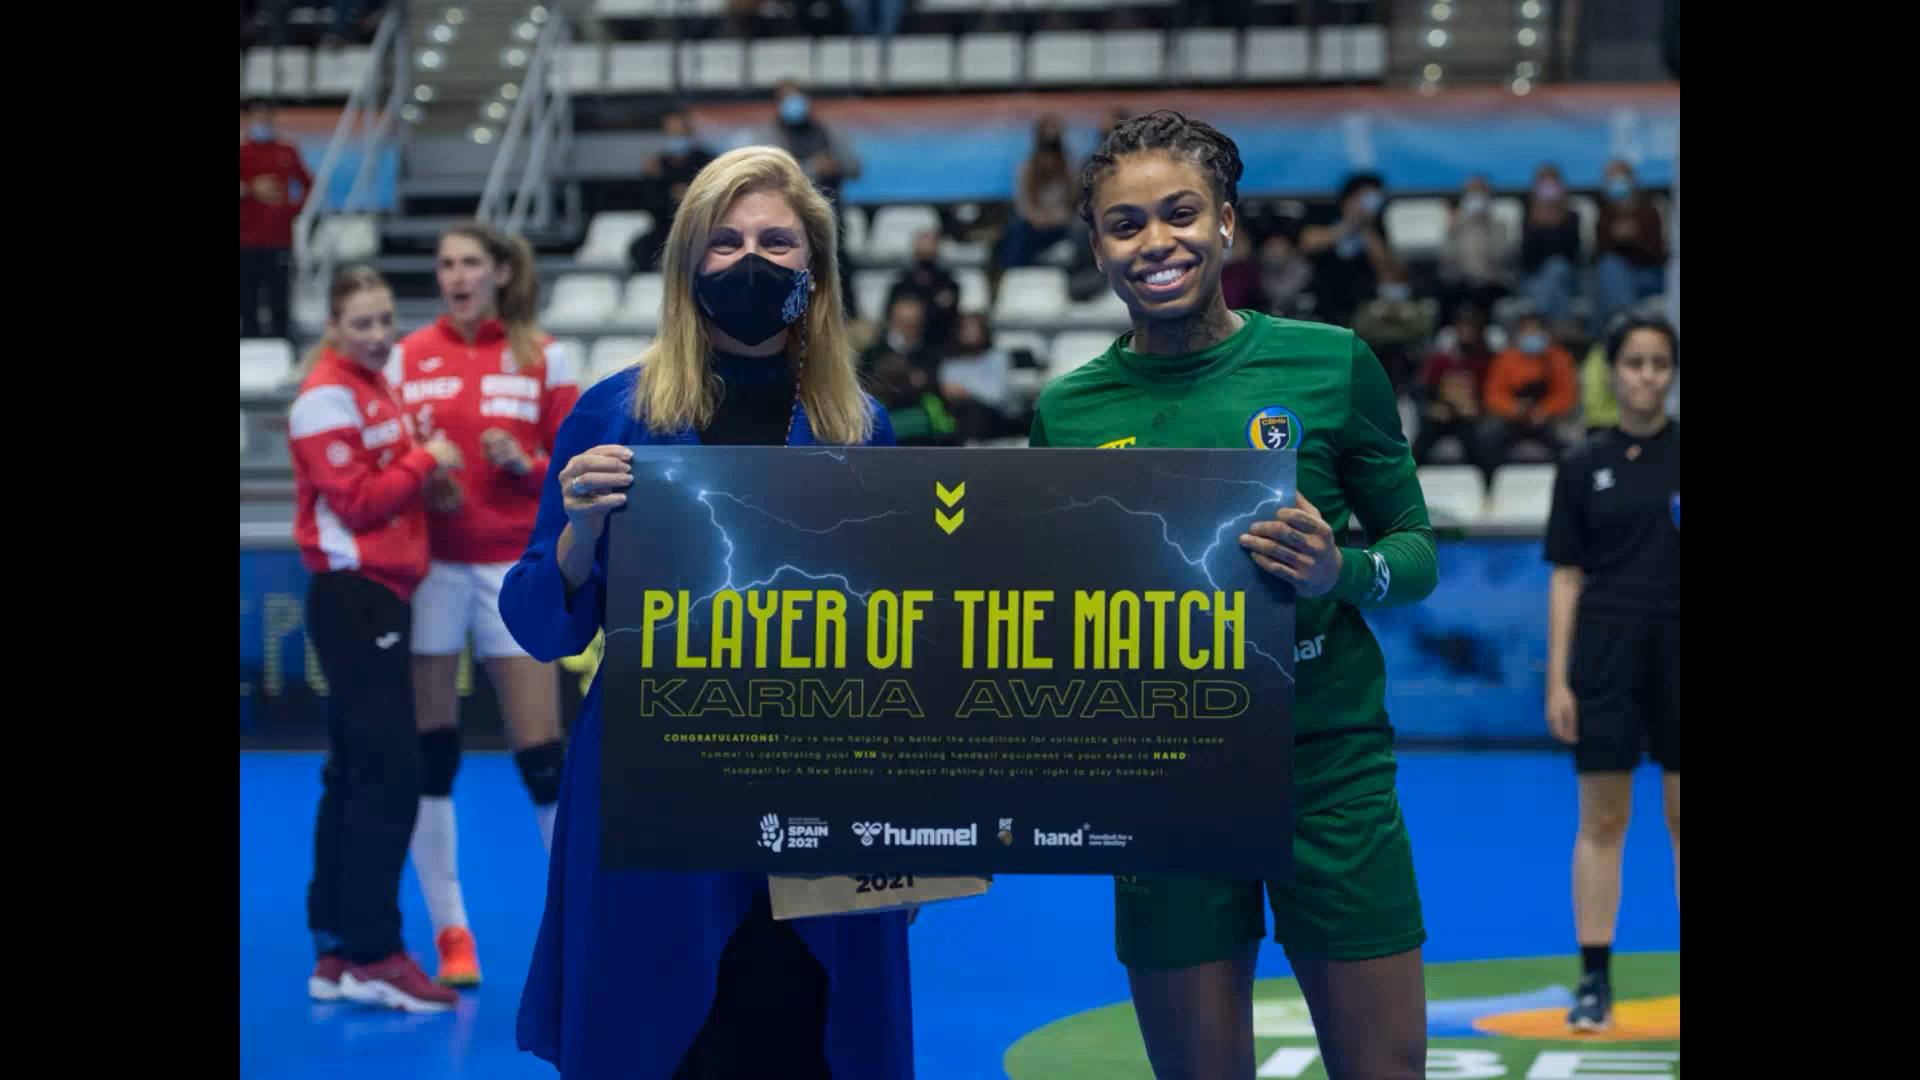 CBHb
PLAYER OF THE MATCH
KARMA AWARD
CONGRATULATIONS! You're now helping to better the conditions for vulnerable girls in Sierra Leone.
hummel is celebrating your WIN by donating handball equipment in your name to HAND:
Handball for A New Destiny - a project fighting for girls' right to play handball.
SPAIN
2021
hummel
hand*
Handball for a
new destiny
2021